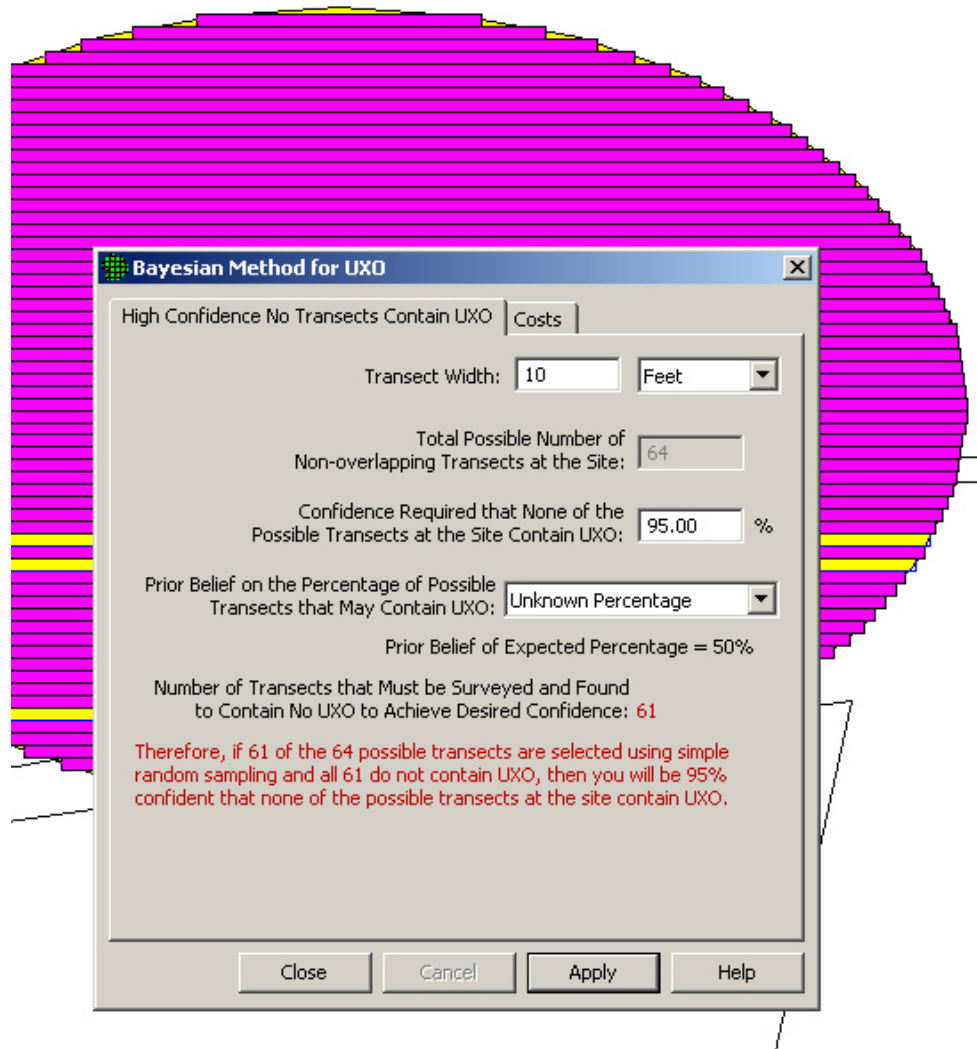 Bayesian Method for UXO
High Confidence No Transects Contain UXO
Costs
Transect Width: 10 Feet
Total Possible Number of
Non-overlapping Transects at the Site: 64
Confidence Required that None of the
Possible Transects at the Site Contain UXO: 95.00 %
Prior Belief on the Percentage of Possible
Transects that May Contain UXO: Unknown Percentage
Prior Belief of Expected Percentage = 50%
Number of Transects that Must be Surveyed and Found
to Contain No UXO to Achieve Desired Confidence: 61
Therefore, if 61 of the 64 possible transects are selected using simple
random sampling and all 61 do not contain UXO, then you will be 95%
confident that none of the possible transects at the site contain UXO.
Close Cancel Apply Help